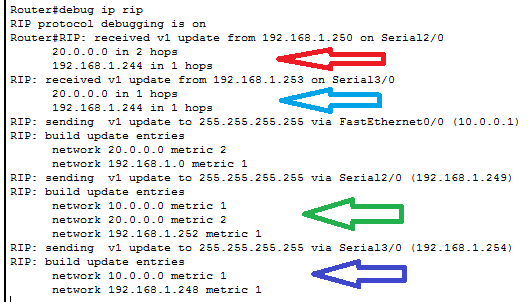 Router#debug ip rip
RIP protocol debugging is on
Router#RIP: received v1 update from 192.168.1.250 on Serial2/0
20.0.0.0 in 2 hops
192.168.1.244 in 1 hops
RIP: received v1 update from 192.168.1.253 on Serial3/0
20.0.0.0 in 1 hops
192.168.1.244 in 1 hops
RIP: sending  v1 update to 255.255.255.255 via FastEthernet0/0 (10.0.0.1)
RIP: build update entries
network 20.0.0.0 metric 2
network 192.168.1.0 metric 1
RIP: sending  v1 update to 255.255.255.255 via Serial2/0 (192.168.1.249)
RIP: build update entries
network 10.0.0.0 metric 1
network 20.0.0.0 metric 2
network 192.168.1.252 metric 1
RIP: sending  v1 update to 255.255.255.255 via Serial3/0 (192.168.1.254)
RIP: build update entries
network 10.0.0.0 metric 1
network 192.168.1.248 metric 1